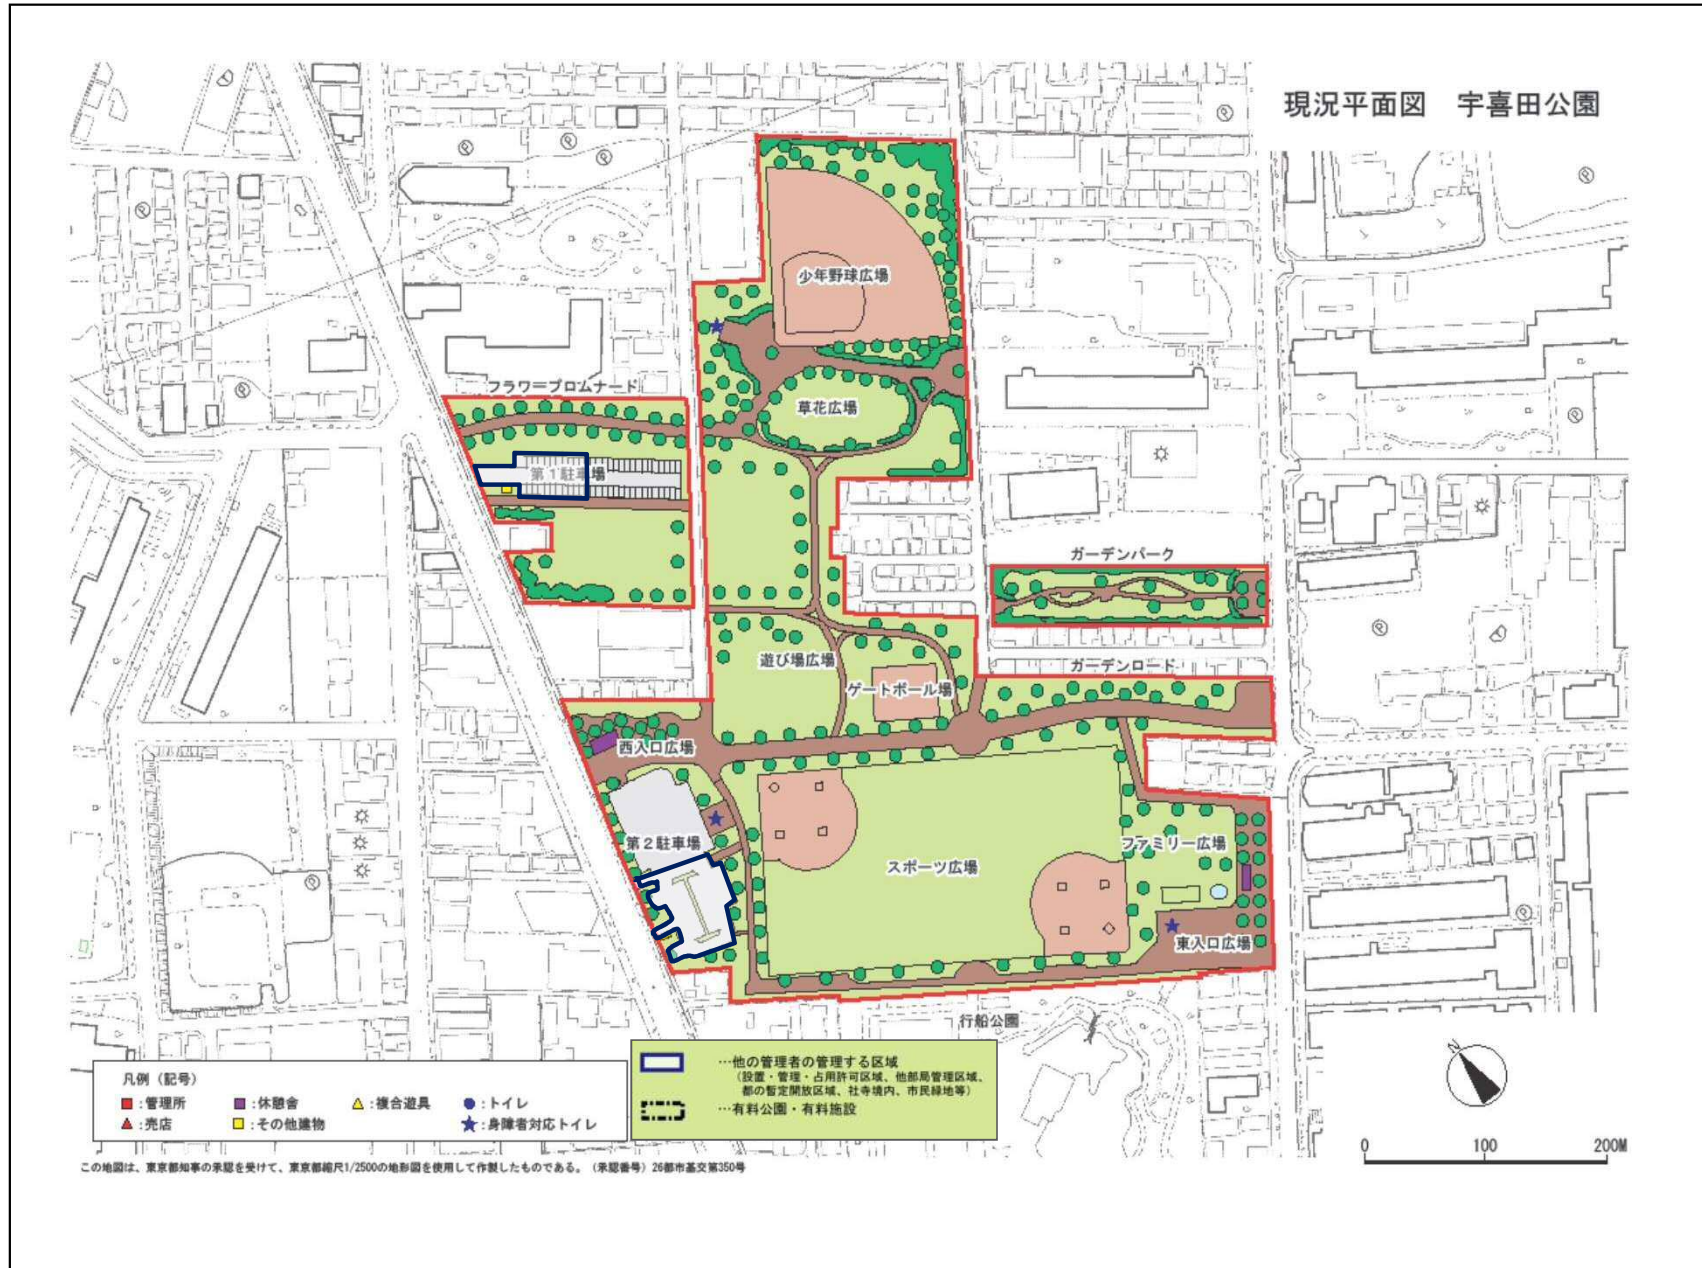 現況平面図　宇喜田公園
少年野球広場
フラワープロムナード
草花広場
第1駐車場
ガーデンパーク
遊び場広場
ガーデンロード
ゲートボール場
西入口広場
第2駐車場
ファミリー広場
スポーツ広場
東入口広場
行船公園
凡例（記号）
:管理所
:休憩舎
:複合遊具
:トイレ
:売店
:その他建物
:身障者対応トイレ
…他の管理者の管理する区域
（設置・管理・占用許可区域、他部局管理区域、
都の暫定開放区域、社寺境内、市民緑地等）
…有料公園・有料施設
N
0 100 200M
この地図は、東京都知事の承認を受けて、東京都縮尺1/2500の地形図を使用して作製したものである。（承認番号）26都市基交第350号